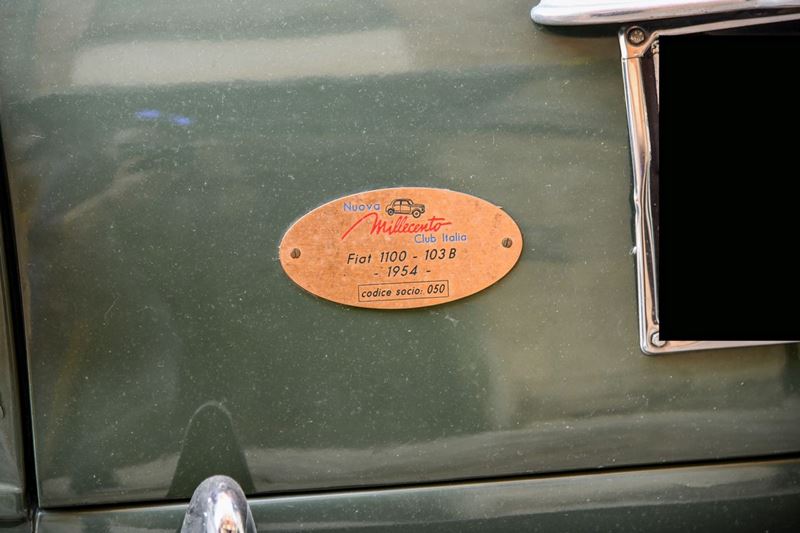 Nuova
Millecento
Club Italia
Fiat 1100 - 103 B
- 1954 -
codice socio: 050